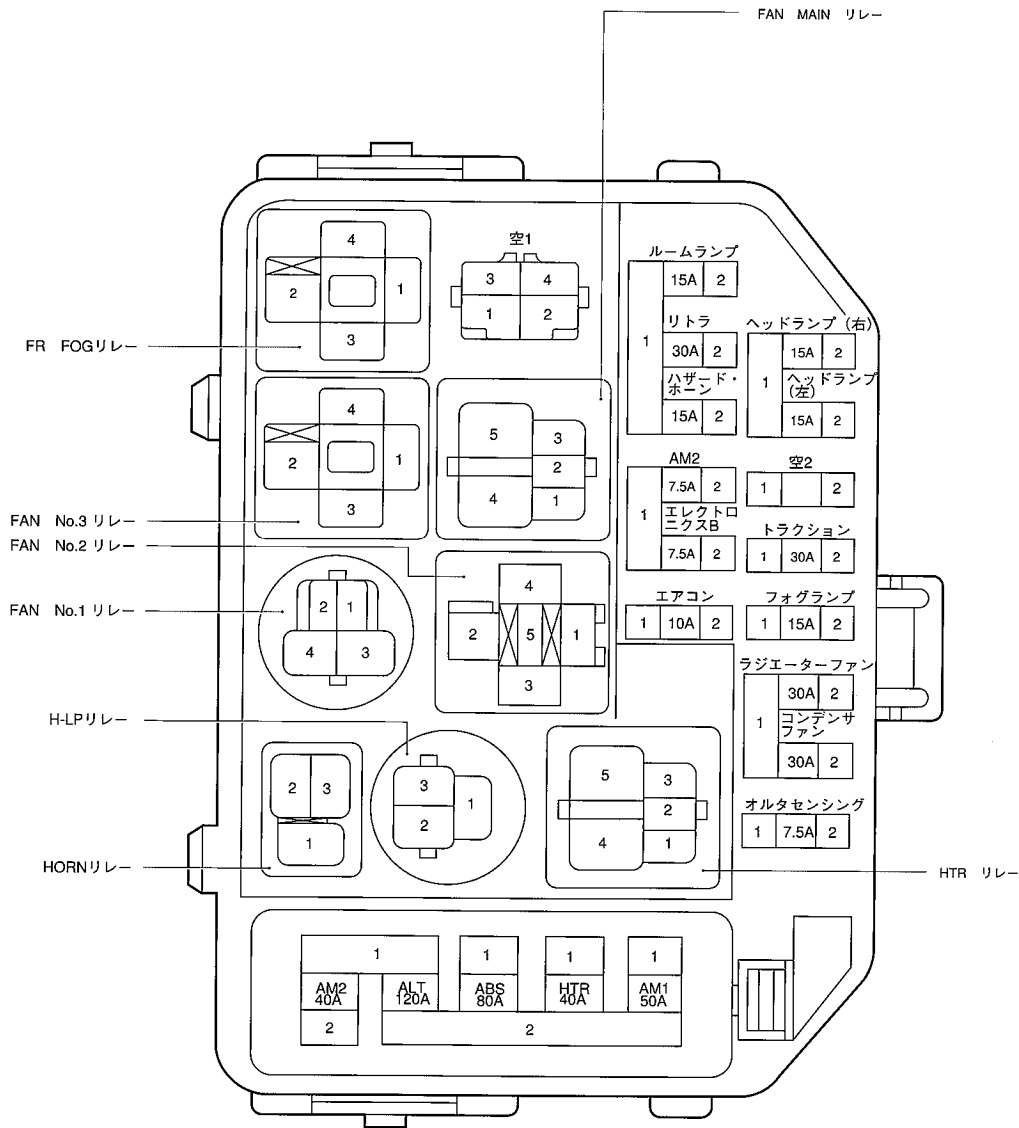 FAN MAIN リレー
4
2
1
3
FR FOGリレー
空1
3 4
1 2
4
2
1
3
FAN No.3 リレー
5 3
2
4 1
FAN No.2 リレー
4
2 5 1
3
FAN No.1 リレー
2 1
4 3
H-LPリレー
3
1
2
HORNリレー
2 3
1
5 3
2
4 1
HTR リレー
ルームランプ
15A 2
リトラ
1
30A 2
ハザード・
ホーン
15A 2
ヘッドランプ (右)
15A 2
1
ヘッドランプ
(左)
15A 2
AM2
7.5A 2
1
エレクトロ
ニクスB
7.5A 2
空2
1 2
トラクション
1 30A 2
エアコン
1 10A 2
フォグランプ
1 15A 2
ラジエーターファン
30A 2
1
コンデンサ
ファン
30A 2
オルタセンシング
1 7.5A 2
1 1 1 1
AM2
40A
ALT
120A
ABS
80A
HTR
40A
AM1
50A
2 2